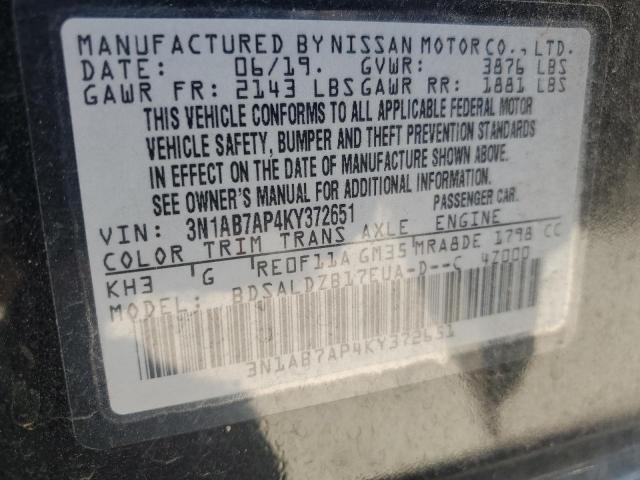 MANUFACTURED BY NISSAN MOTOR CO., LTD.
DATE: 06/19. GVWR: 3876 LBS
GAWR FR: 2143 LBS GAWR RR: 1881 LBS
THIS VEHICLE CONFORMS TO ALL APPLICABLE FEDERAL MOTOR
VEHICLE SAFETY, BUMPER AND THEFT PREVENTION STANDARDS
IN EFFECT ON THE DATE OF MANUFACTURE SHOWN ABOVE.
SEE OWNER'S MANUAL FOR ADDITIONAL INFORMATION.
PASSENGER CAR.
VIN: 3N1AB7AP4KY372651
COLOR TRIM TRANS AXLE ENGINE
KH3 G RE0F11A GM35 MRA8DE 1798 CC
MODEL: BDSALDZB17EUA-D--C 4Z000
3N1AB7AP4KY372651